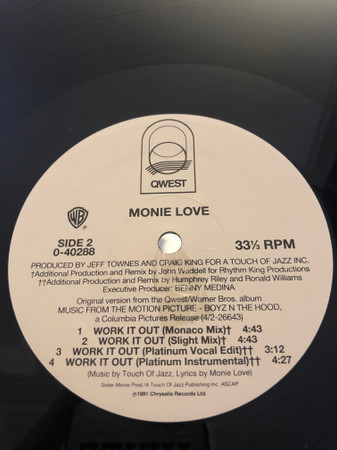 QWEST
MONIE LOVE
SIDE 2
0-40288
33⅓ RPM
PRODUCED BY JEFF TOWNES AND CRAIG KING FOR A TOUCH OF JAZZ INC.
†Additional Production and Remix by John Waddell for Rhythm King Productions
††Additional Production and Remix by Humphrey Riley and Ronald Williams
Executive Producer: BENNY MEDINA
Original version from the Qwest/Warner Bros. album
MUSIC FROM THE MOTION PICTURE - BOYZ N THE HOOD,
a Columbia Pictures Release (4/2-26643)
1 WORK IT OUT (Monaco Mix)† 4:43
2 WORK IT OUT (Slight Mix)† 4:43
3 WORK IT OUT (Platinum Vocal Edit)†† 3:12
4 WORK IT OUT (Platinum Instrumental)†† 4:27
(Music by Touch Of Jazz, Lyrics by Monie Love)
Sister Monie Prod./A Touch Of Jazz Publishing Inc. ASCAP
℗1991 Chrysalis Records Ltd.